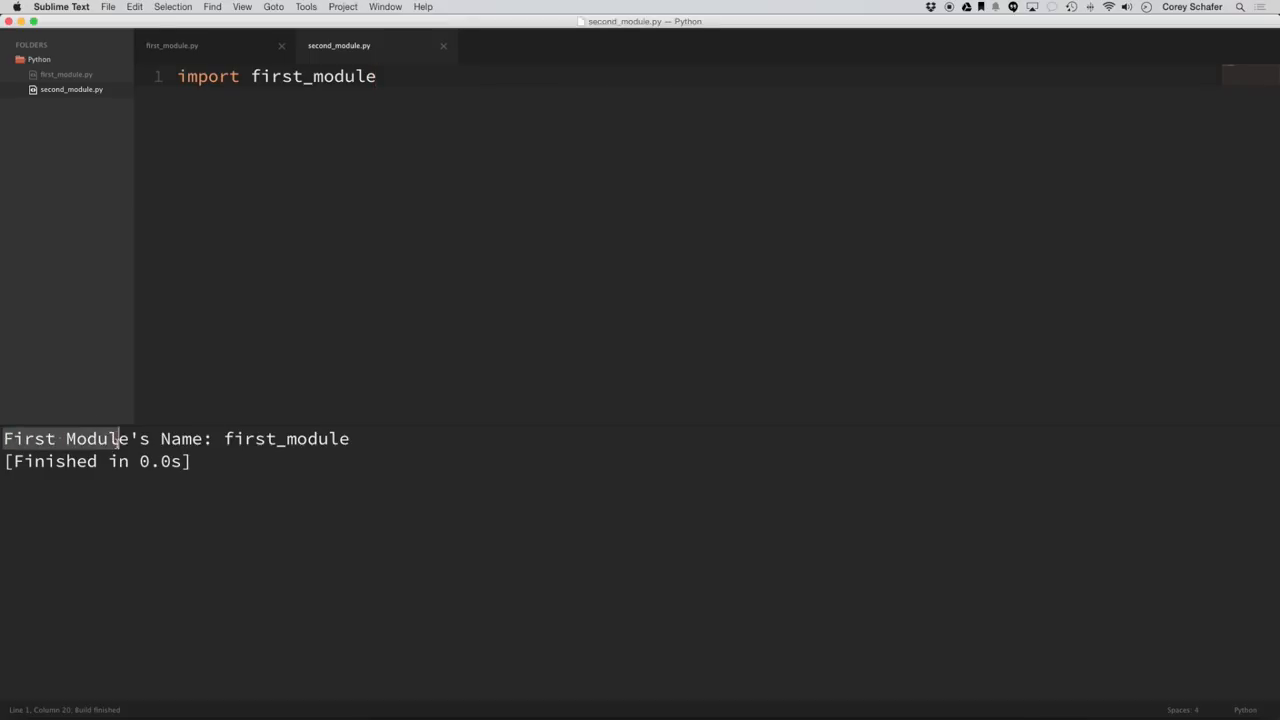 Sublime Text File Edit Selection Find View Goto Tools Project Window Help Corey Schafer
second_module.py — Python
FOLDERS
Python
first_module.py
second_module.py
first_module.py second_module.py
1 import first_module
First Module's Name: first_module
[Finished in 0.0s]
Line 1, Column 20; Build finished Spaces: 4 Python